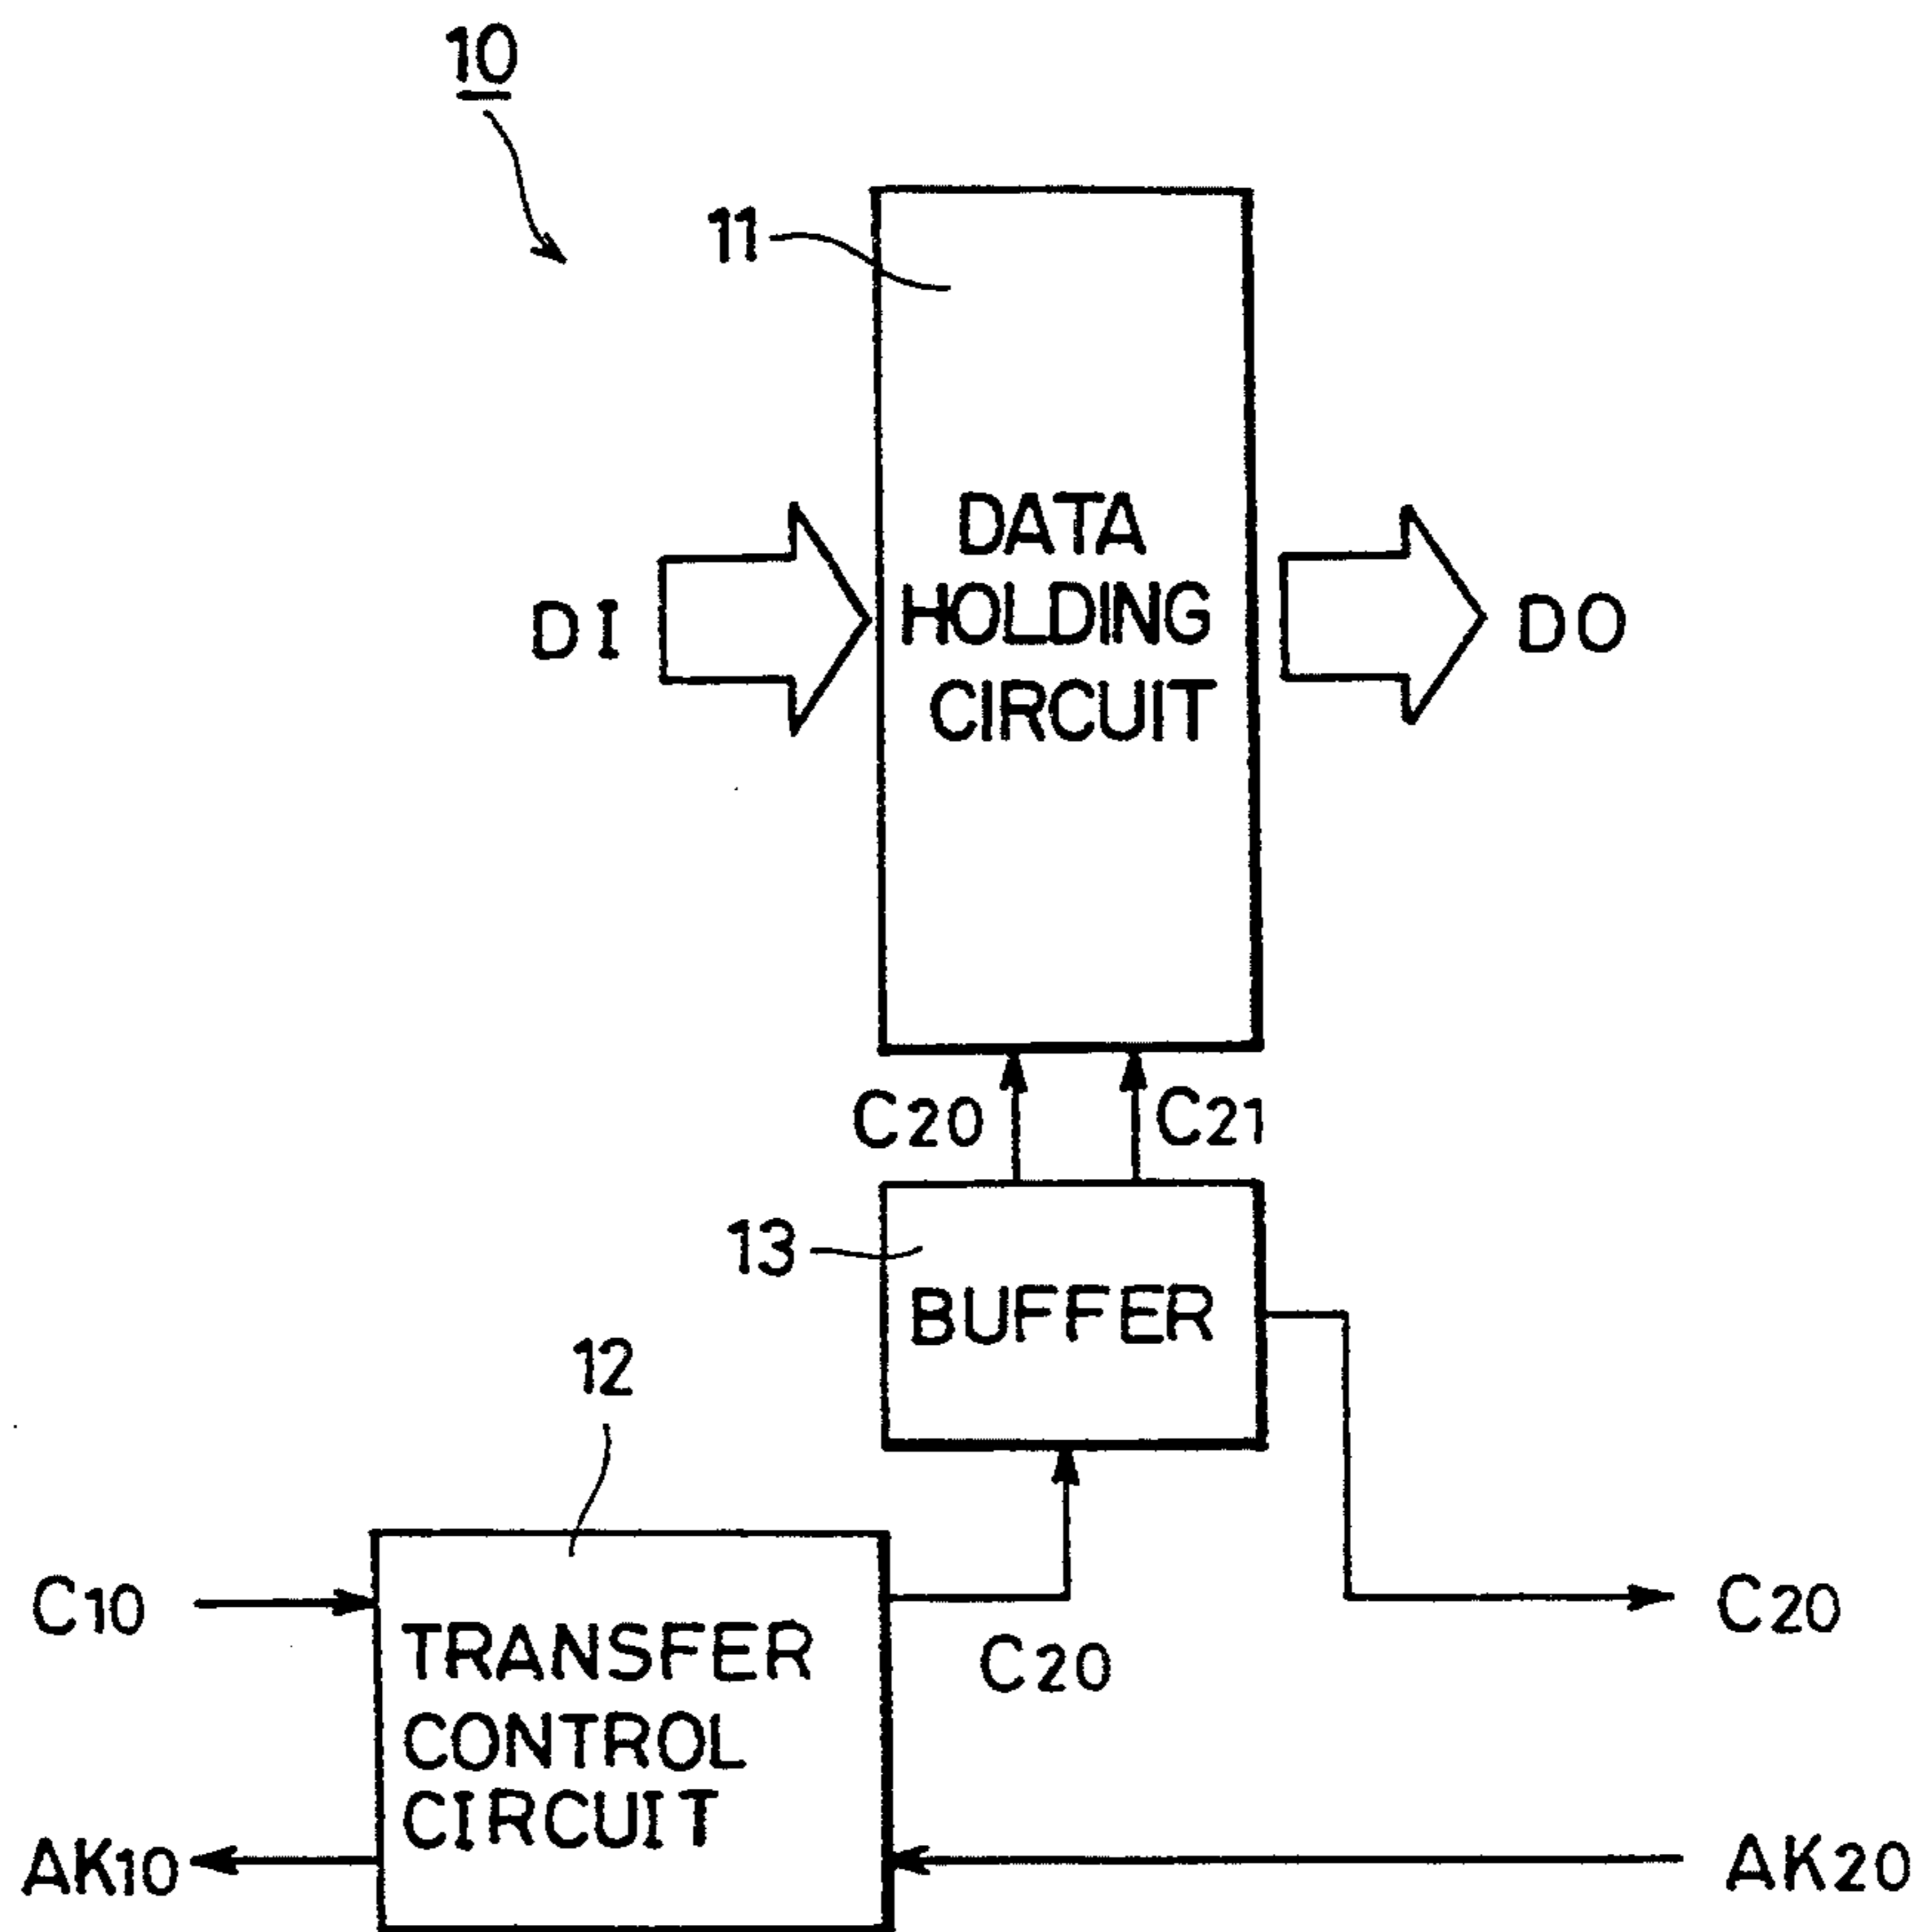 10
11
DATA
HOLDING
CIRCUIT
DI
DO
C20
C21
13
BUFFER
12
C10
TRANSFER
CONTROL
CIRCUIT
C20
C20
AK10
AK20